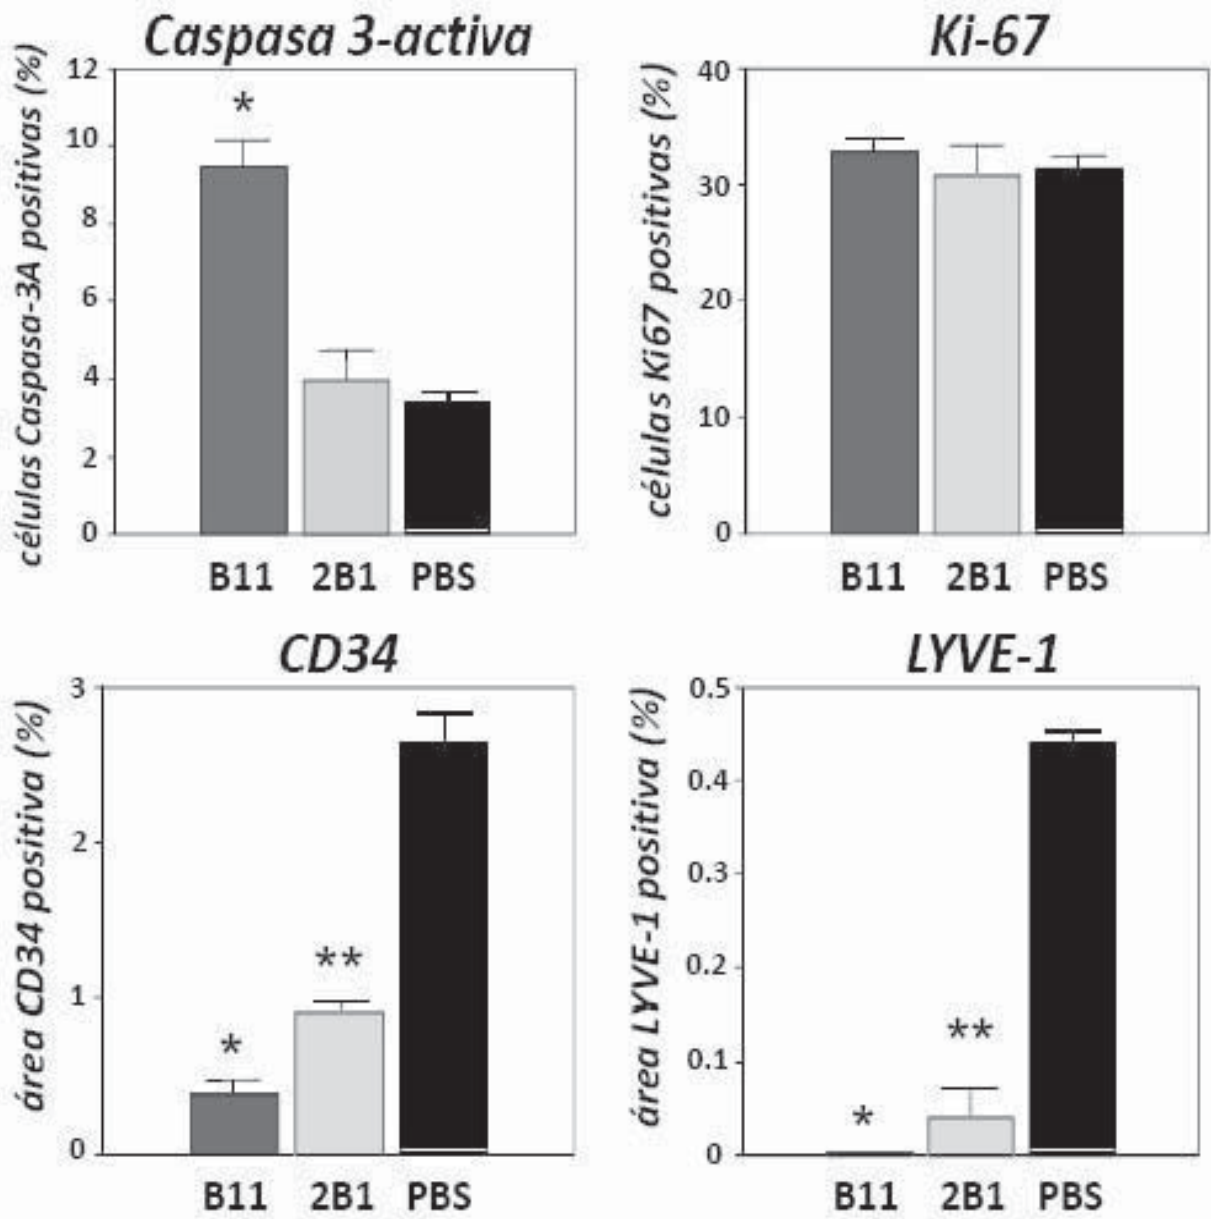 Caspasa 3-activa
células Caspasa-3A positivas (%)
12
10
8
6
4
2
0
*
B11 2B1 PBS
Ki-67
células Ki67 positivas (%)
40
30
20
10
0
B11 2B1 PBS
CD34
área CD34 positiva (%)
3
2
1
0
*
**
B11 2B1 PBS
LYVE-1
área LYVE-1 positiva (%)
0.5
0.4
0.3
0.2
0.1
0
*
**
B11 2B1 PBS